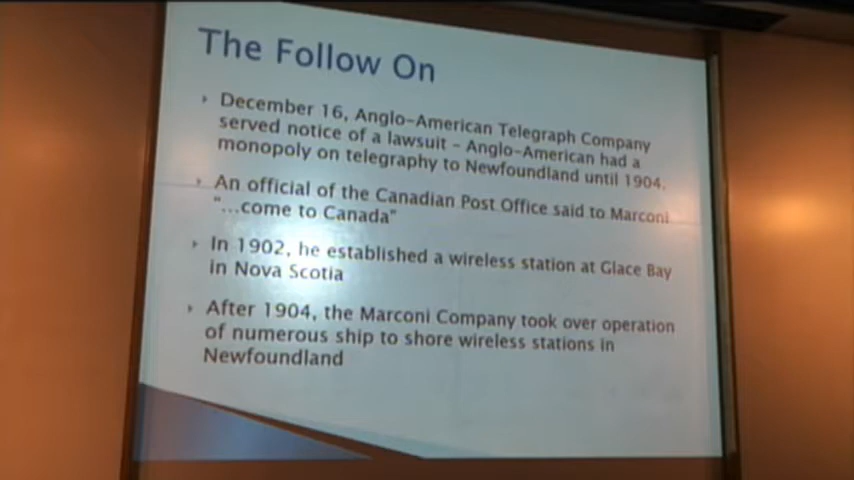 The Follow On
December 16, Anglo-American Telegraph Company
served notice of a lawsuit - Anglo-American had a
monopoly on telegraphy to Newfoundland until 1904.
An official of the Canadian Post Office said to Marconi
"...come to Canada"
In 1902, he established a wireless station at Glace Bay
in Nova Scotia
After 1904, the Marconi Company took over operation
of numerous ship to shore wireless stations in
Newfoundland